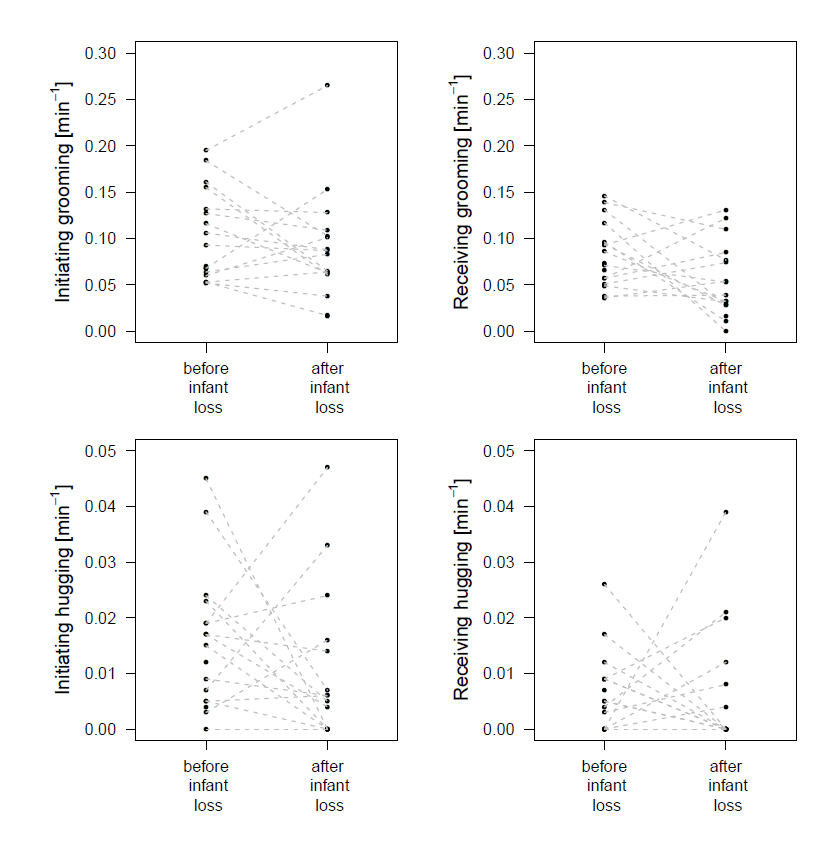 Initiating grooming [min⁻¹]
0.30
0.25
0.20
0.15
0.10
0.05
0.00
before
infant
loss
after
infant
loss
Receiving grooming [min⁻¹]
0.30
0.25
0.20
0.15
0.10
0.05
0.00
before
infant
loss
after
infant
loss
Initiating hugging [min⁻¹]
0.05
0.04
0.03
0.02
0.01
0.00
before
infant
loss
after
infant
loss
Receiving hugging [min⁻¹]
0.05
0.04
0.03
0.02
0.01
0.00
before
infant
loss
after
infant
loss